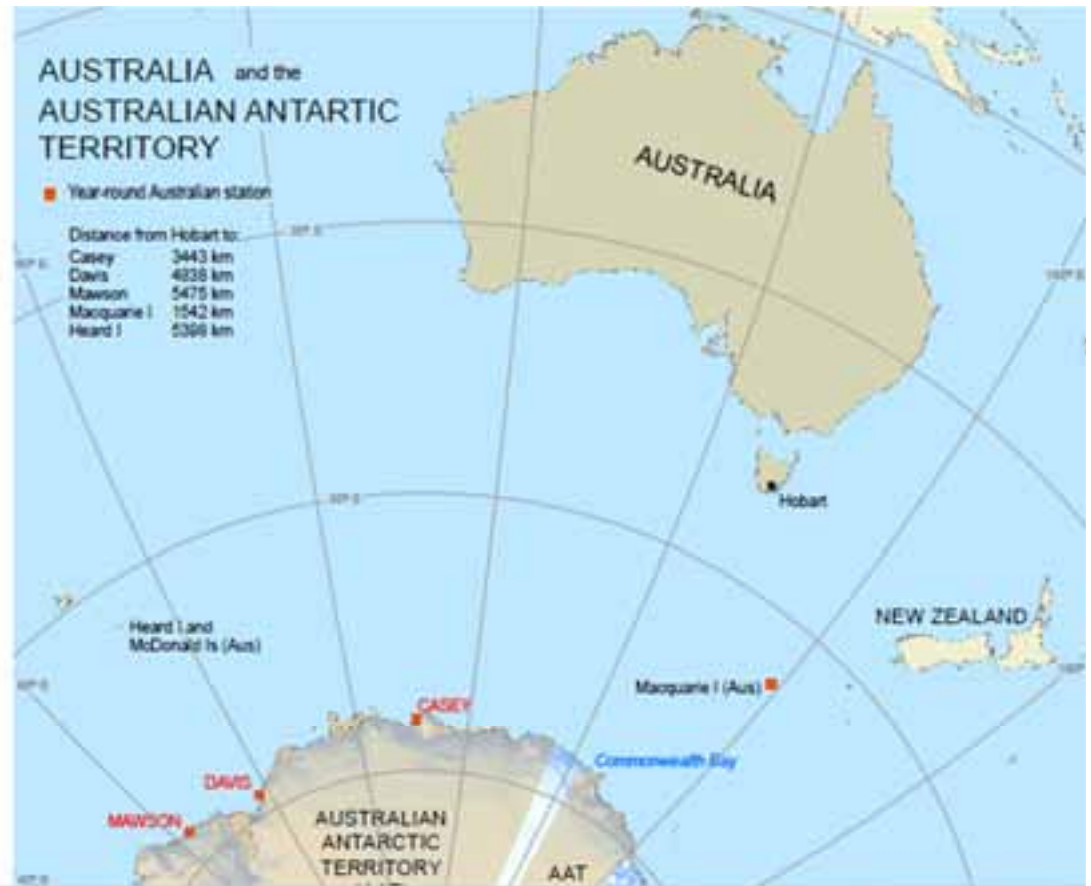 AUSTRALIA and the
AUSTRALIAN ANTARTIC
TERRITORY
Year-round Australian station
Distance from Hobart to:
Casey 3443 km
Davis 4838 km
Mawson 5475 km
Macquarie I 1542 km
Heard I 5398 km
AUSTRALIA
Hobart
NEW ZEALAND
Heard I and
McDonald Is (Aus)
Macquarie I (Aus)
CASEY
Commonwealth Bay
DAVIS
MAWSON
AUSTRALIAN
ANTARCTIC
TERRITORY
AAT